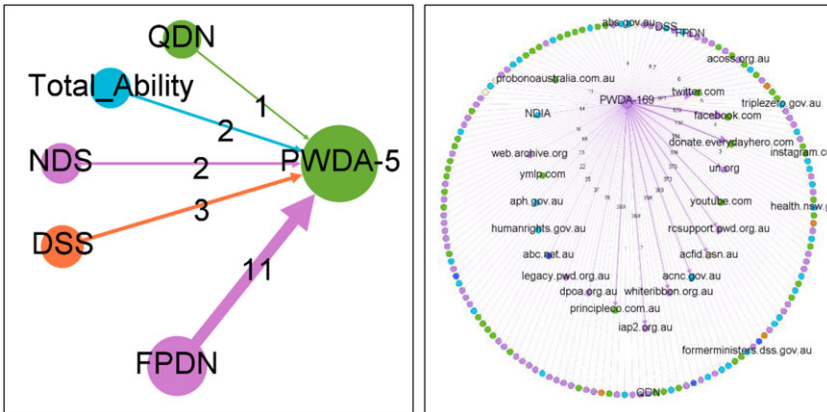 QDN
Total_Ability
1
2
NDS
2
PWDA-5
DSS
3
11
FPDN
abs.gov.au
DSS
FPDN
acoss.org.au
probonoaustralia.com.au
twitter.com
PWDA-169
triplezero.gov.au
NDIA
facebook.com
donate.everydayhero.com
instagram.co
web.archive.org
un.org
ymlp.com
aph.gov.au
youtube.com
health.nsw.g
humanrights.gov.au
rcsupport.pwd.org.au
abc.net.au
acfid.asn.au
legacy.pwd.org.au
acnc.gov.au
dpoa.org.au
whiteribbon.org.au
principleco.com.au
iap2.org.au
formerministers.dss.gov.au
QDN